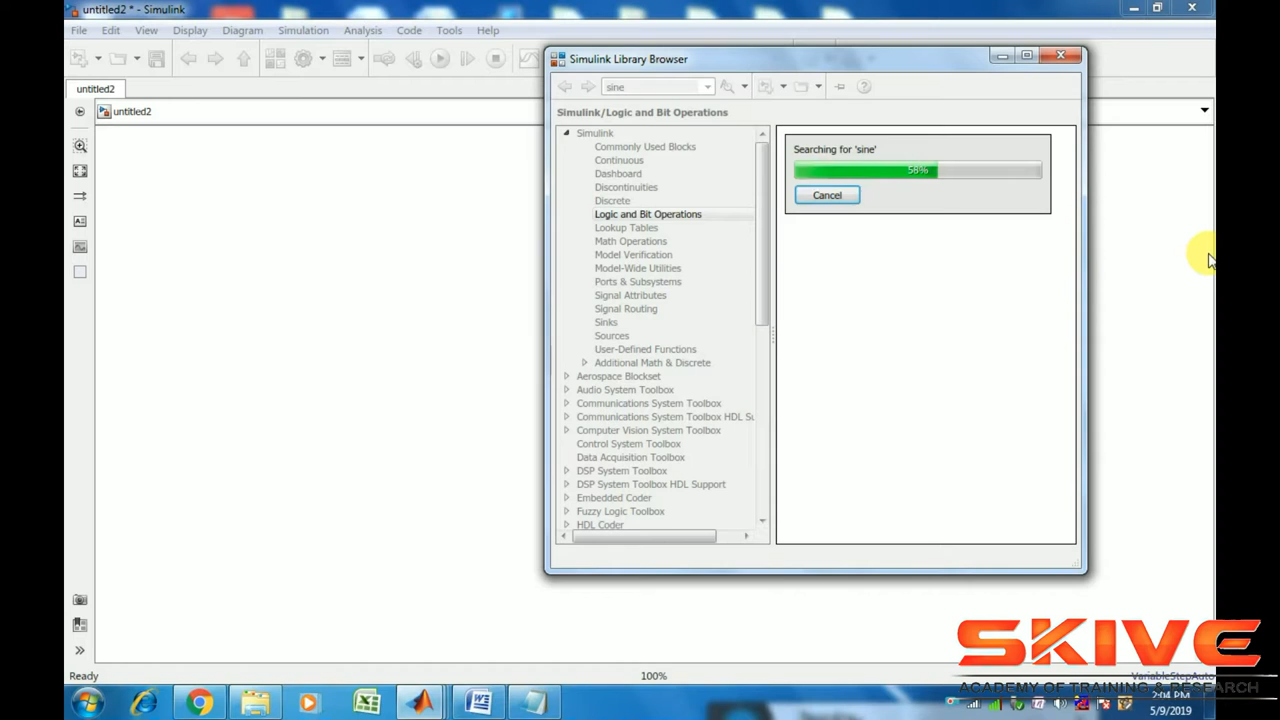 untitled2 * - Simulink
File Edit View Display Diagram Simulation Analysis Code Tools Help
untitled2
untitled2
Simulink Library Browser
sine
Simulink/Logic and Bit Operations
Simulink
Commonly Used Blocks
Continuous
Dashboard
Discontinuities
Discrete
Logic and Bit Operations
Lookup Tables
Math Operations
Model Verification
Model-Wide Utilities
Ports & Subsystems
Signal Attributes
Signal Routing
Sinks
Sources
User-Defined Functions
Additional Math & Discrete
Aerospace Blockset
Audio System Toolbox
Communications System Toolbox
Communications System Toolbox HDL Su
Computer Vision System Toolbox
Control System Toolbox
Data Acquisition Toolbox
DSP System Toolbox
DSP System Toolbox HDL Support
Embedded Coder
Fuzzy Logic Toolbox
HDL Coder
Searching for 'sine'
58%
Cancel
Ready
100%
VariableStepAuto
SKIVE
ACADEMY OF TRAINING & RESEARCH
2:04 PM
5/9/2019